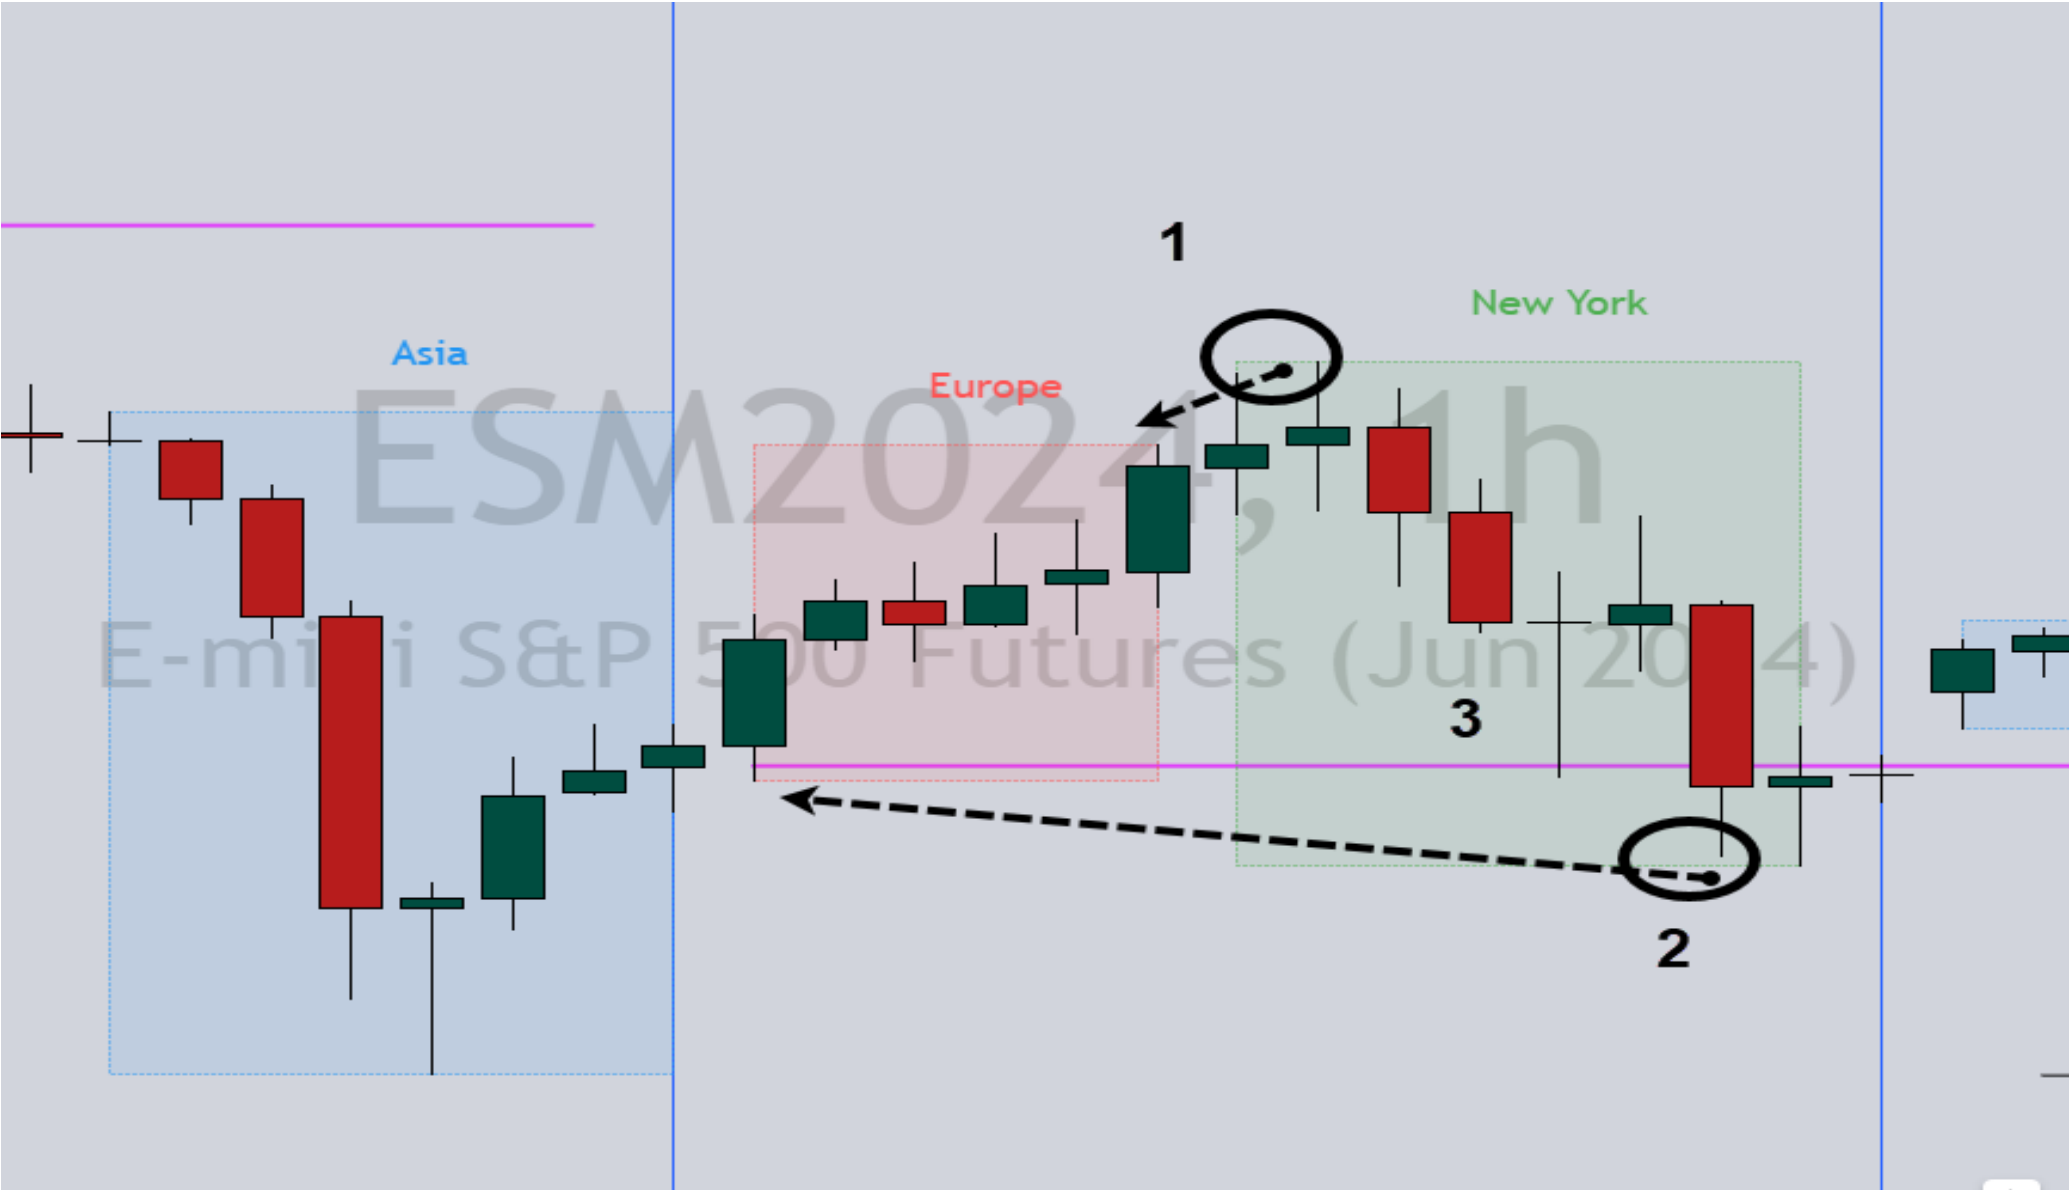 1
New York
Asia
Europe
ESM2024, 1h
E-mini S&P 500 Futures (Jun 2024)
3
2